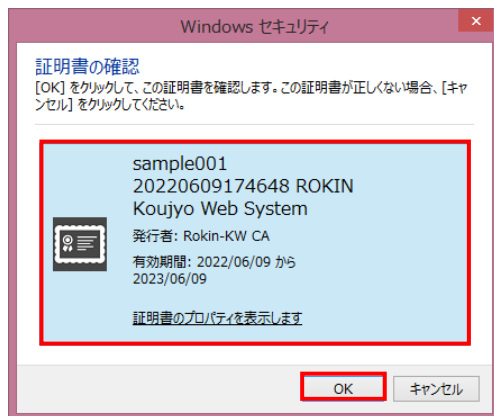 Windows セキュリティ
証明書の確認
[OK] をクリックして、この証明書を確認します。この証明書が正しくない場合、[キャ
ンセル] をクリックしてください。
sample001
20220609174648 ROKIN
Koujyo Web System
発行者: Rokin-KW CA
有効期間: 2022/06/09 から
2023/06/09
証明書のプロパティを表示します
OK
キャンセル